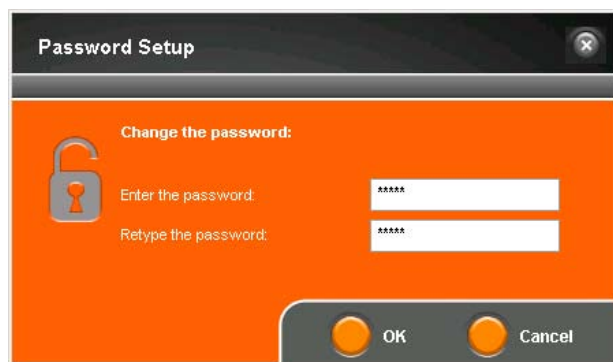 Password Setup
Change the password:
Enter the password: *****
Retype the password: *****
OK Cancel